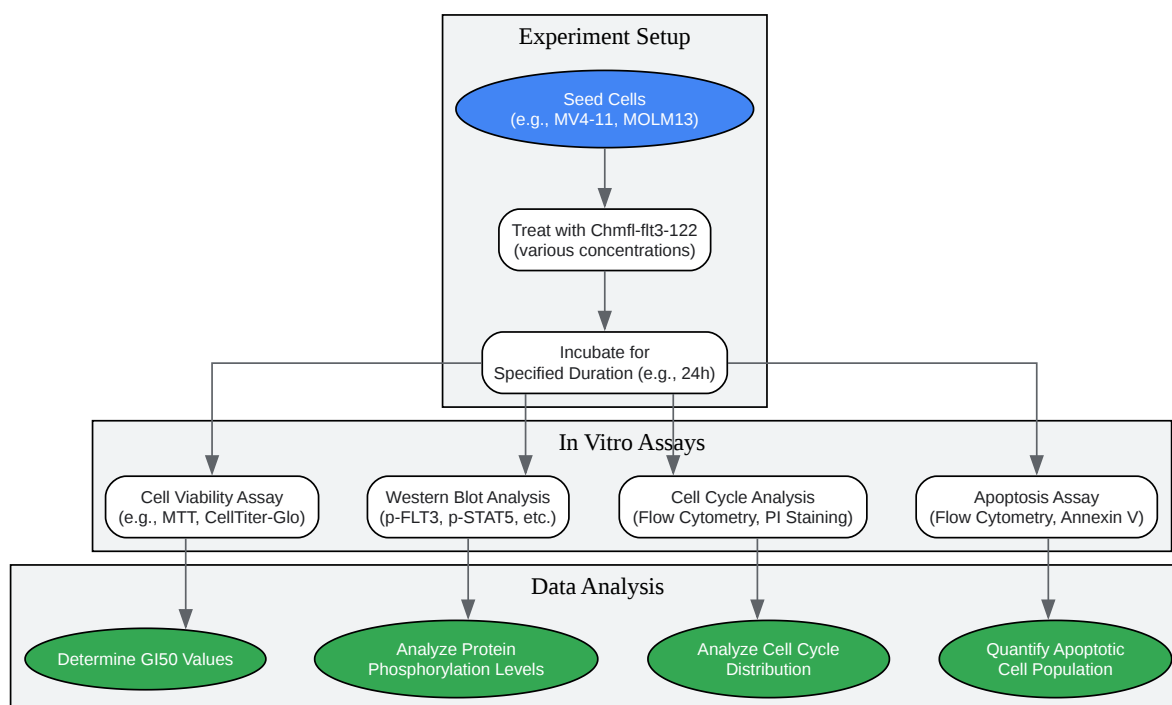 Experiment Setup
Seed Cells
(e.g., MV4-11, MOLM13)
Treat with Chmfl-flt3-122
(various concentrations)
Incubate for
Specified Duration (e.g., 24h)
In Vitro Assays
Cell Viability Assay
(e.g., MTT, CellTiter-Glo)
Western Blot Analysis
(p-FLT3, p-STAT5, etc.)
Cell Cycle Analysis
(Flow Cytometry, PI Staining)
Apoptosis Assay
(Flow Cytometry, Annexin V)
Data Analysis
Determine GI50 Values
Analyze Protein
Phosphorylation Levels
Analyze Cell Cycle
Distribution
Quantify Apoptotic
Cell Population